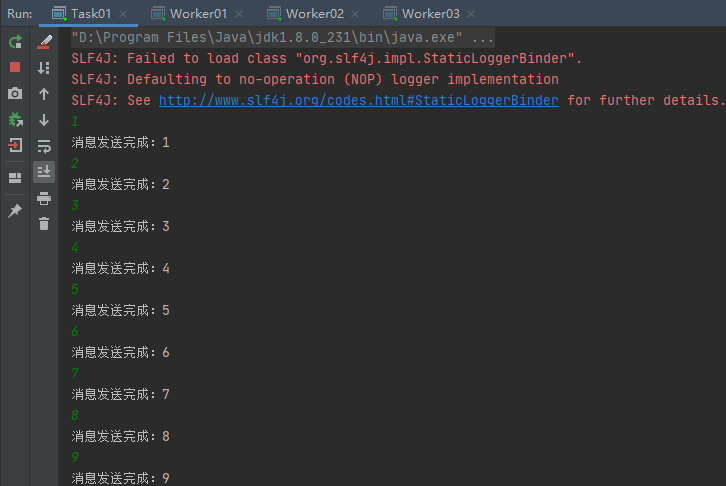 Run: Task01 Worker01 Worker02 Worker03
"D:\Program Files\Java\jdk1.8.0_231\bin\java.exe" ...
SLF4J: Failed to load class "org.slf4j.impl.StaticLoggerBinder".
SLF4J: Defaulting to no-operation (NOP) logger implementation
SLF4J: See http://www.slf4j.org/codes.html#StaticLoggerBinder for further details.
1
消息发送完成：1
2
消息发送完成：2
3
消息发送完成：3
4
消息发送完成：4
5
消息发送完成：5
6
消息发送完成：6
7
消息发送完成：7
8
消息发送完成：8
9
消息发送完成：9